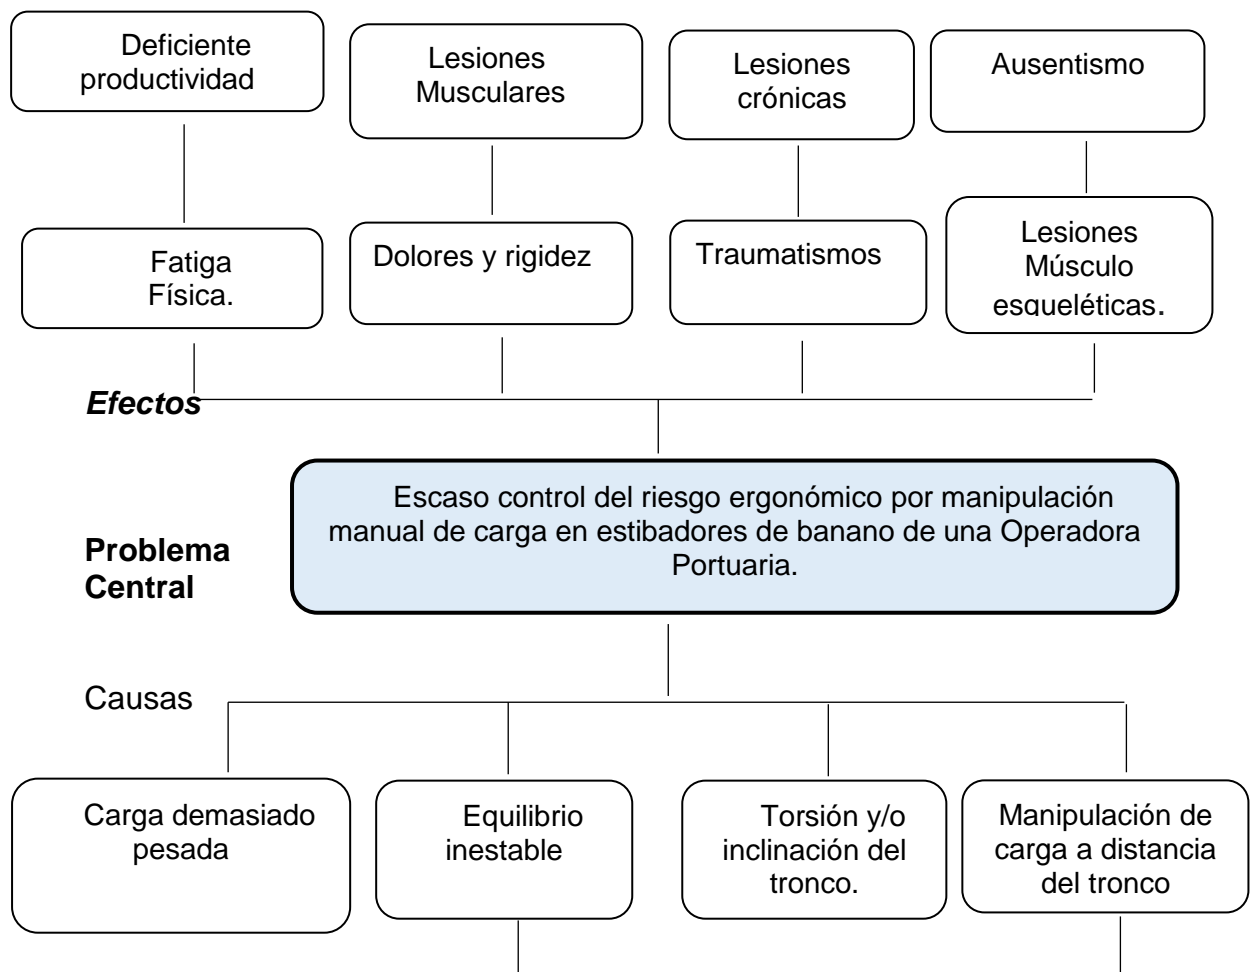 Deficiente
productividad
Lesiones
Musculares
Lesiones
crónicas
Ausentismo
Fatiga
Física.
Dolores y rigidez
Traumatismos
Lesiones
Músculo
esqueléticas.
Efectos
Escaso control del riesgo ergonómico por manipulación
manual de carga en estibadores de banano de una Operadora
Portuaria.
Problema
Central
Causas
Carga demasiado
pesada
Equilibrio
inestable
Torsión y/o
inclinación del
tronco.
Manipulación de
carga a distancia
del tronco